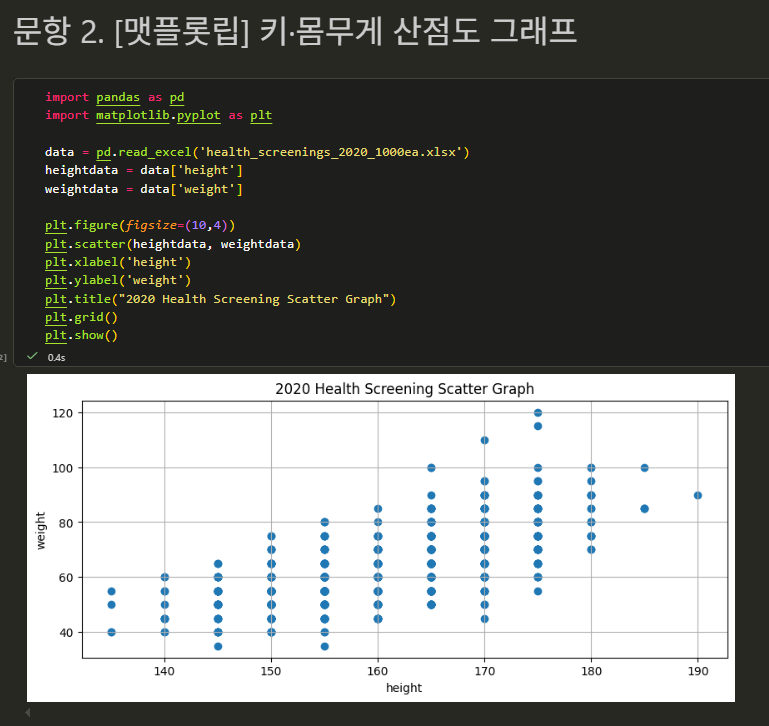 문항 2. [맷플롯립] 키·몸무게 산점도 그래프
import pandas as pd
import matplotlib.pyplot as plt
data = pd.read_excel('health_screenings_2020_1000ea.xlsx')
heightdata = data['height']
weightdata = data['weight']
plt.figure(figsize=(10,4))
plt.scatter(heightdata, weightdata)
plt.xlabel('height')
plt.ylabel('weight')
plt.title("2020 Health Screening Scatter Graph")
plt.grid()
plt.show()
0.4s
2020 Health Screening Scatter Graph
120
100
80
60
40
weight
140 150 160 170 180 190
height